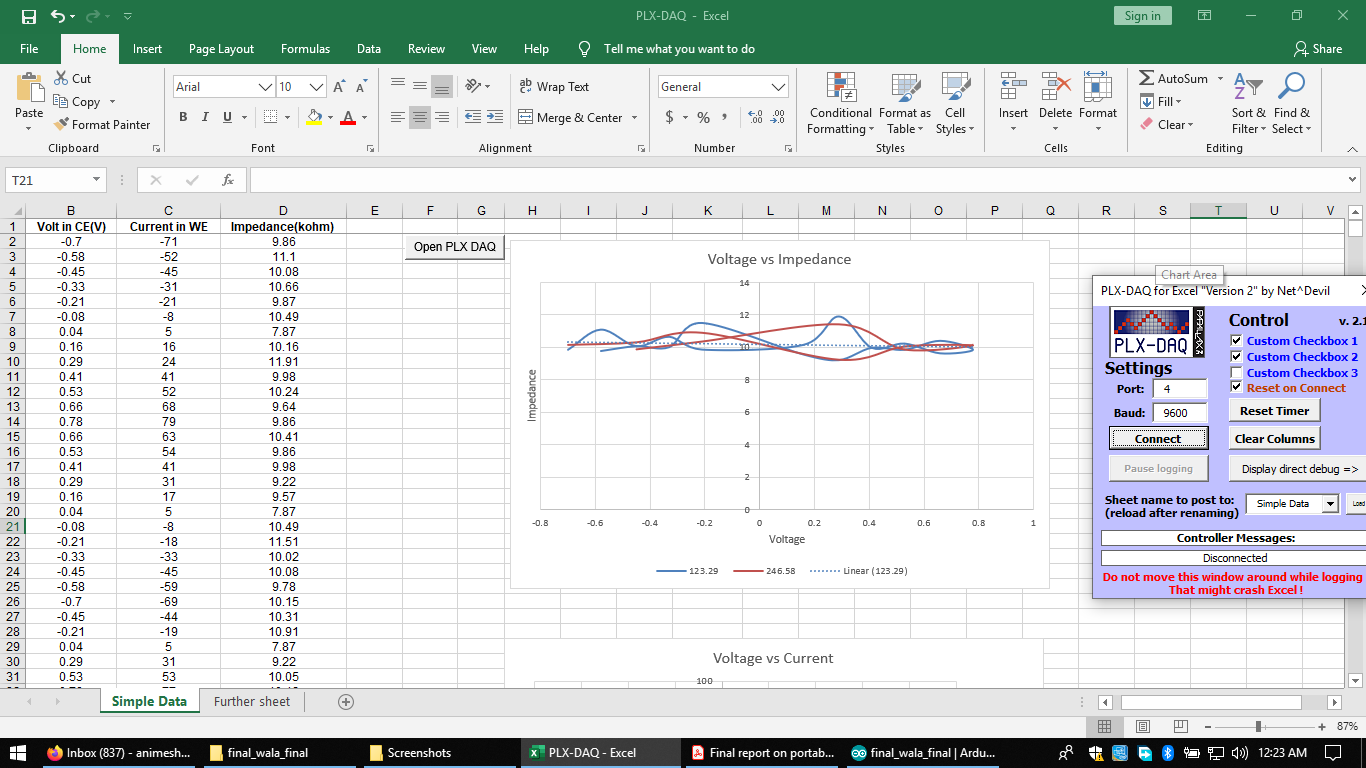 PLX-DAQ - Excel
Sign in
File Home Insert Page Layout Formulas Data Review View Help Tell me what you want to do Share
Paste
Cut
Copy
Format Painter
Clipboard
Arial 10 A A
B I U A
Font
ab Wrap Text
Merge & Center
Alignment
General
$ % , .00 .00
Number
Conditional Formatting
Format as Table
Cell Styles
Styles
Insert Delete Format
Cells
AutoSum
Fill
Clear
Sort & Filter
Find & Select
Editing
T21 fx
B C D E F G H I J K L M N O P Q R S T U V
1 Volt in CE(V) Current in WE Impedance(kohm)
2 -0.7 -71 9.86
3 -0.58 -52 11.1
4 -0.45 -45 10.08
5 -0.33 -31 10.66
6 -0.21 -21 9.87
7 -0.08 -8 10.49
8 0.04 5 7.87
9 0.16 16 10.16
10 0.29 24 11.91
11 0.41 41 9.98
12 0.53 52 10.24
13 0.66 68 9.64
14 0.78 79 9.86
15 0.66 63 10.41
16 0.53 54 9.86
17 0.41 41 9.98
18 0.29 31 9.22
19 0.16 17 9.57
20 0.04 5 7.87
21 -0.08 -8 10.49
22 -0.21 -18 11.51
23 -0.33 -33 10.02
24 -0.45 -45 10.08
25 -0.58 -59 9.78
26 -0.7 -69 10.15
27 -0.45 -44 10.31
28 -0.21 -19 10.91
29 0.04 5 7.87
30 0.29 31 9.22
31 0.53 53 10.05
Open PLX DAQ
Voltage vs Impedance
14
12
10
8
6
4
2
0
-0.8 -0.6 -0.4 -0.2 0 0.2 0.4 0.6 0.8 1
Impedance
Voltage
123.29 246.58 Linear (123.29)
Voltage vs Current
100
Chart Area
PLX-DAQ for Excel "Version 2" by Net^Devil
PARALLAX
PLX-DAQ
Control v. 2.1
Custom Checkbox 1
Custom Checkbox 2
Custom Checkbox 3
Reset on Connect
Settings
Port: 4
Baud: 9600
Reset Timer
Connect
Clear Columns
Pause logging
Display direct debug =>
Sheet name to post to:
(reload after renaming)
Simple Data
Load
Controller Messages:
Disconnected
Do not move this window around while logging
That might crash Excel !
Simple Data Further sheet
87%
Inbox (837) - animesh... final_wala_final Screenshots PLX-DAQ - Excel Final report on portab... final_wala_final | Ardu... 12:23 AM